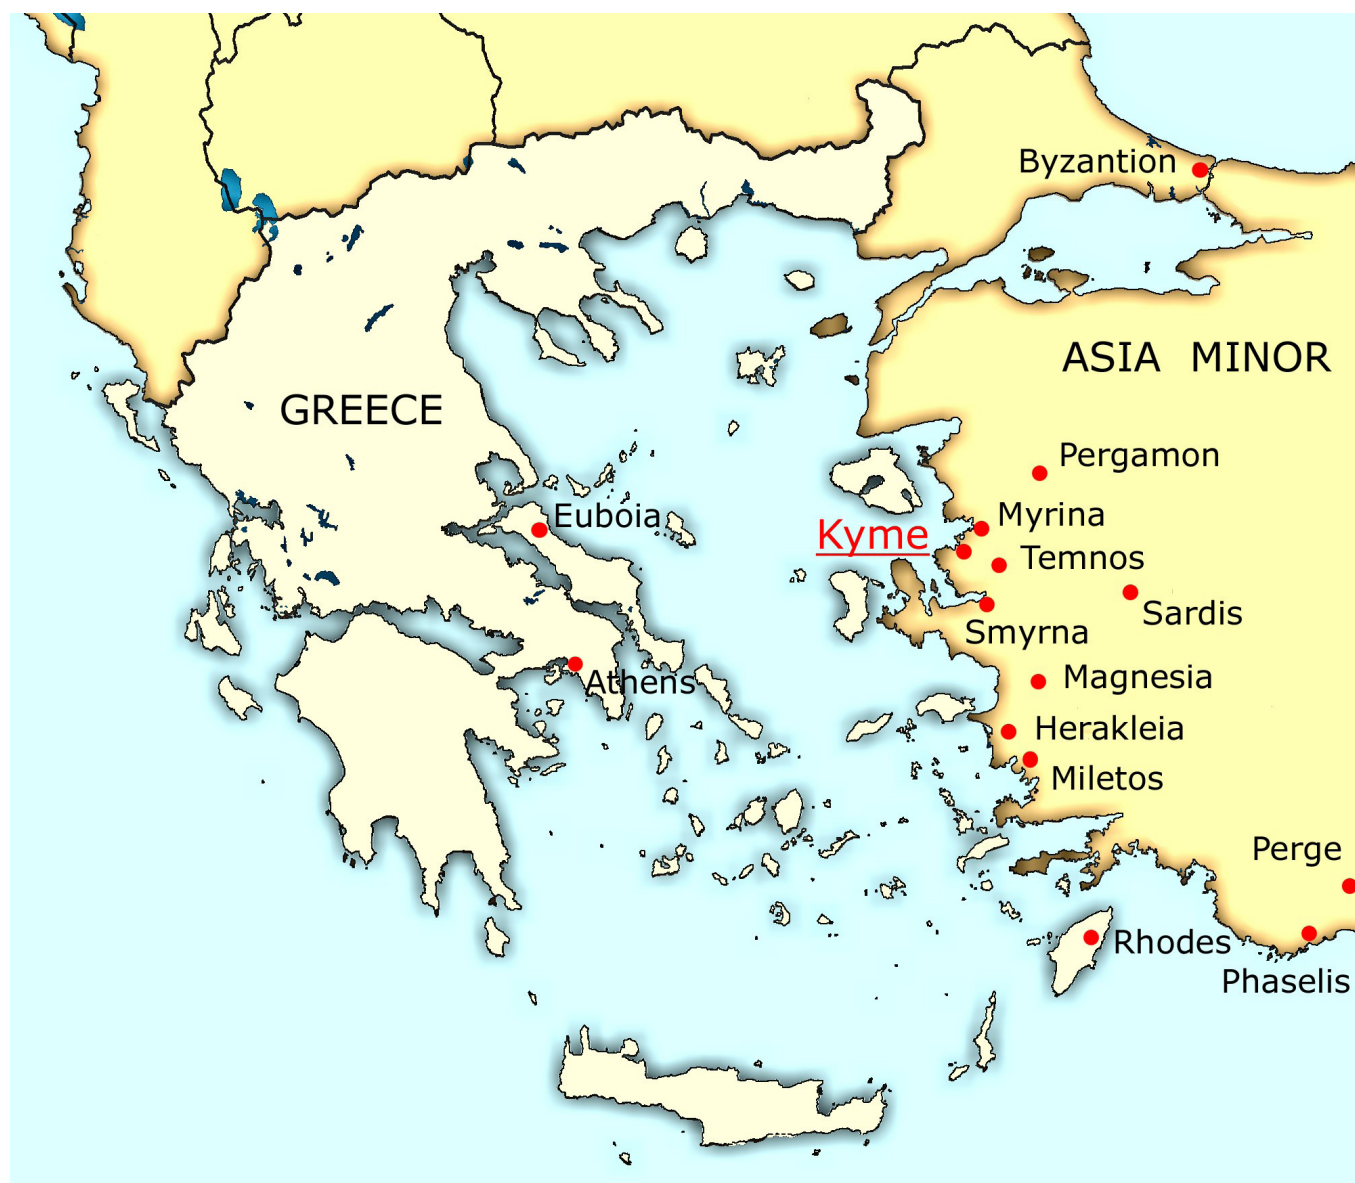 Byzantion
ASIA MINOR
GREECE
Pergamon
Myrina
Euboia
Kyme
Temnos
Sardis
Smyrna
Magnesia
Athens
Herakleia
Miletos
Perge
Rhodes
Phaselis